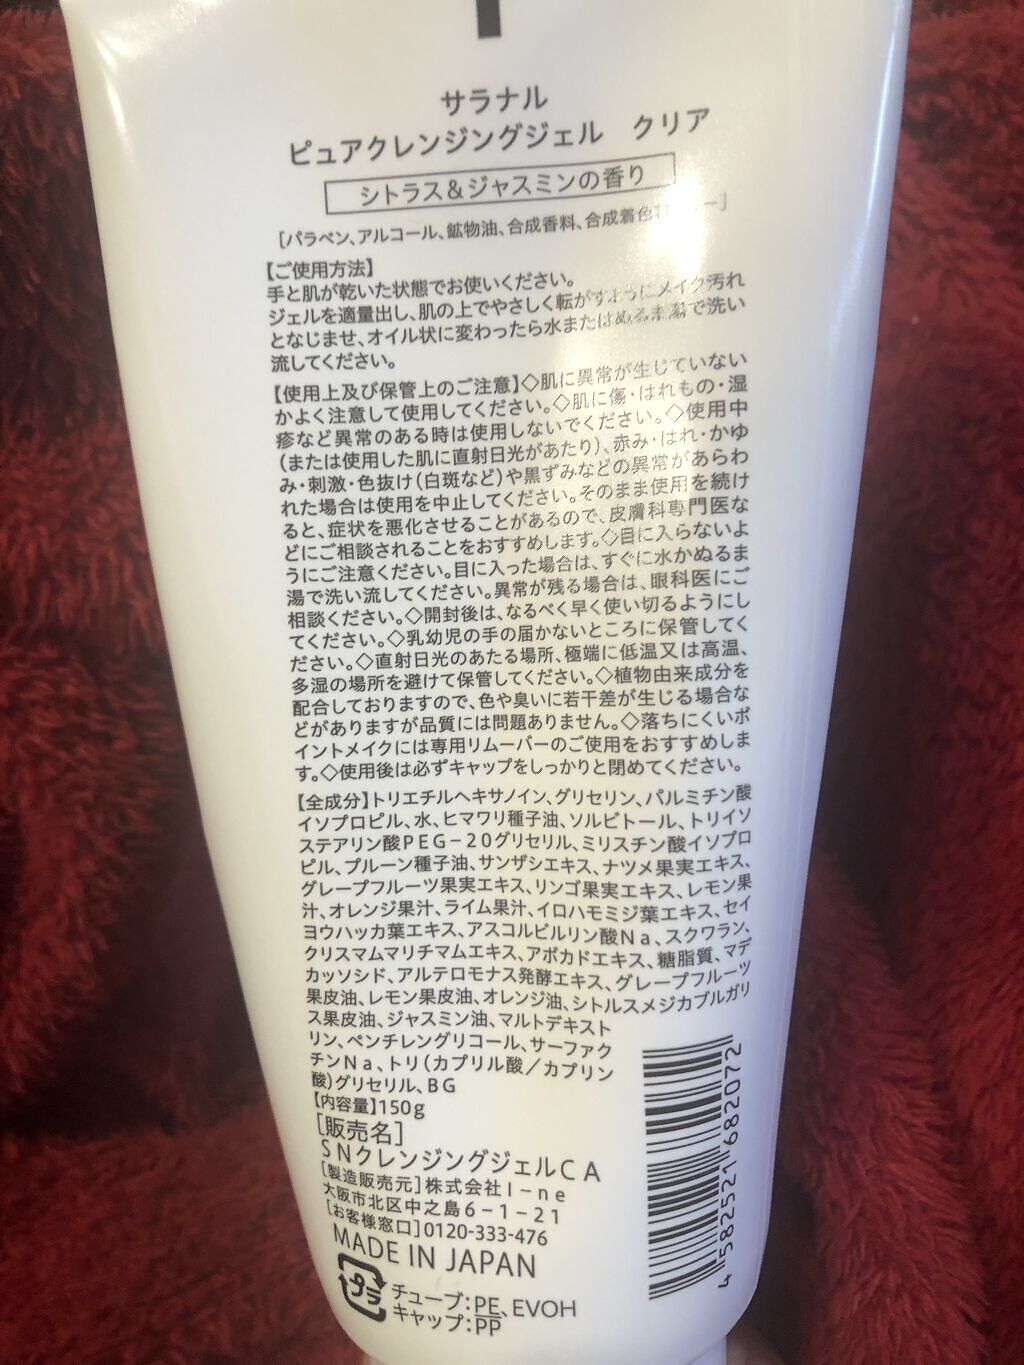 サラナル
ピュアクレンジングジェル クリア
シトラス&ジャスミンの香り
[パラベン、アルコール、鉱物油、合成香料、合成着色
【ご使用方法】
手と肌が乾いた状態でお使いください。
ジェルを適量出し、肌の上でやさしく転がすようにメイク汚れ
となじませ、オイル状に変わったら水またはぬるま湯で洗い
流してください。
【使用上及び保管上のご注意】◇肌に異常が生じていない
かよく注意して使用してください。◇肌に傷・はれもの・湿
疹など異常のある時は使用しないでください。◇使用中
(または使用した肌に直射日光があたり)、赤み・はれ・かゆ
み・刺激・色抜け(白斑など)や黒ずみなどの異常があらわ
れた場合は使用を中止してください。そのまま使用を続け
ると、症状を悪化させることがあるので、皮膚科専門医な
どにご相談されることをおすすめします。◇目に入らないよ
うにご注意ください。目に入った場合は、すぐに水かぬるま
湯で洗い流してください。異常が残る場合は、眼科医にご
相談ください。◇開封後は、なるべく早く使い切るようにし
てください。◇乳幼児の手の届かないところに保管してく
ださい。◇直射日光のあたる場所、極端に低温又は高温、
多湿の場所を避けて保管してください。◇植物由来成分を
配合しておりますので、色や臭いに若干差が生じる場合な
どがありますが品質には問題ありません。◇落ちにくいポ
イントメイクには専用リムーバーのご使用をおすすめしま
す。◇使用後は必ずキャップをしっかりと閉めてください。
【全成分】トリエチルヘキサノイン、グリセリン、パルミチン酸
イソプロピル、水、ヒマワリ種子油、ソルビトール、トリイソ
ステアリン酸PEG-20グリセリル、ミリスチン酸イソプロ
ピル、プルーン種子油、サンザシエキス、ナツメ果実エキス、
グレープフルーツ果実エキス、リンゴ果実エキス、レモン果
汁、オレンジ果汁、ライム果汁、イロハモミジ葉エキス、セイ
ヨウハッカ葉エキス、アスコルビルリン酸Na、スクワラン、
クリスマムマリチマムエキス、アボカドエキス、糖脂質、マデ
カッソシド、アルテロモナス発酵エキス、グレープフルーツ
果皮油、レモン果皮油、オレンジ油、シトルスメジカブルガリ
ス果皮油、ジャスミン油、マルトデキスト
リン、ペンチレングリコール、サーファク
チンNa、トリ(カプリル酸/カプリン
酸)グリセリル、BG
【内容量】150g
[販売名]
SNクレンジングジェルCA
[製造販売元]株式会社I-ne
大阪市北区中之島6-1-21
[お客様窓口]0120-333-476
MADE IN JAPAN
プラ
チューブ:PE、EVOH
キャップ:PP
4 582521 682072